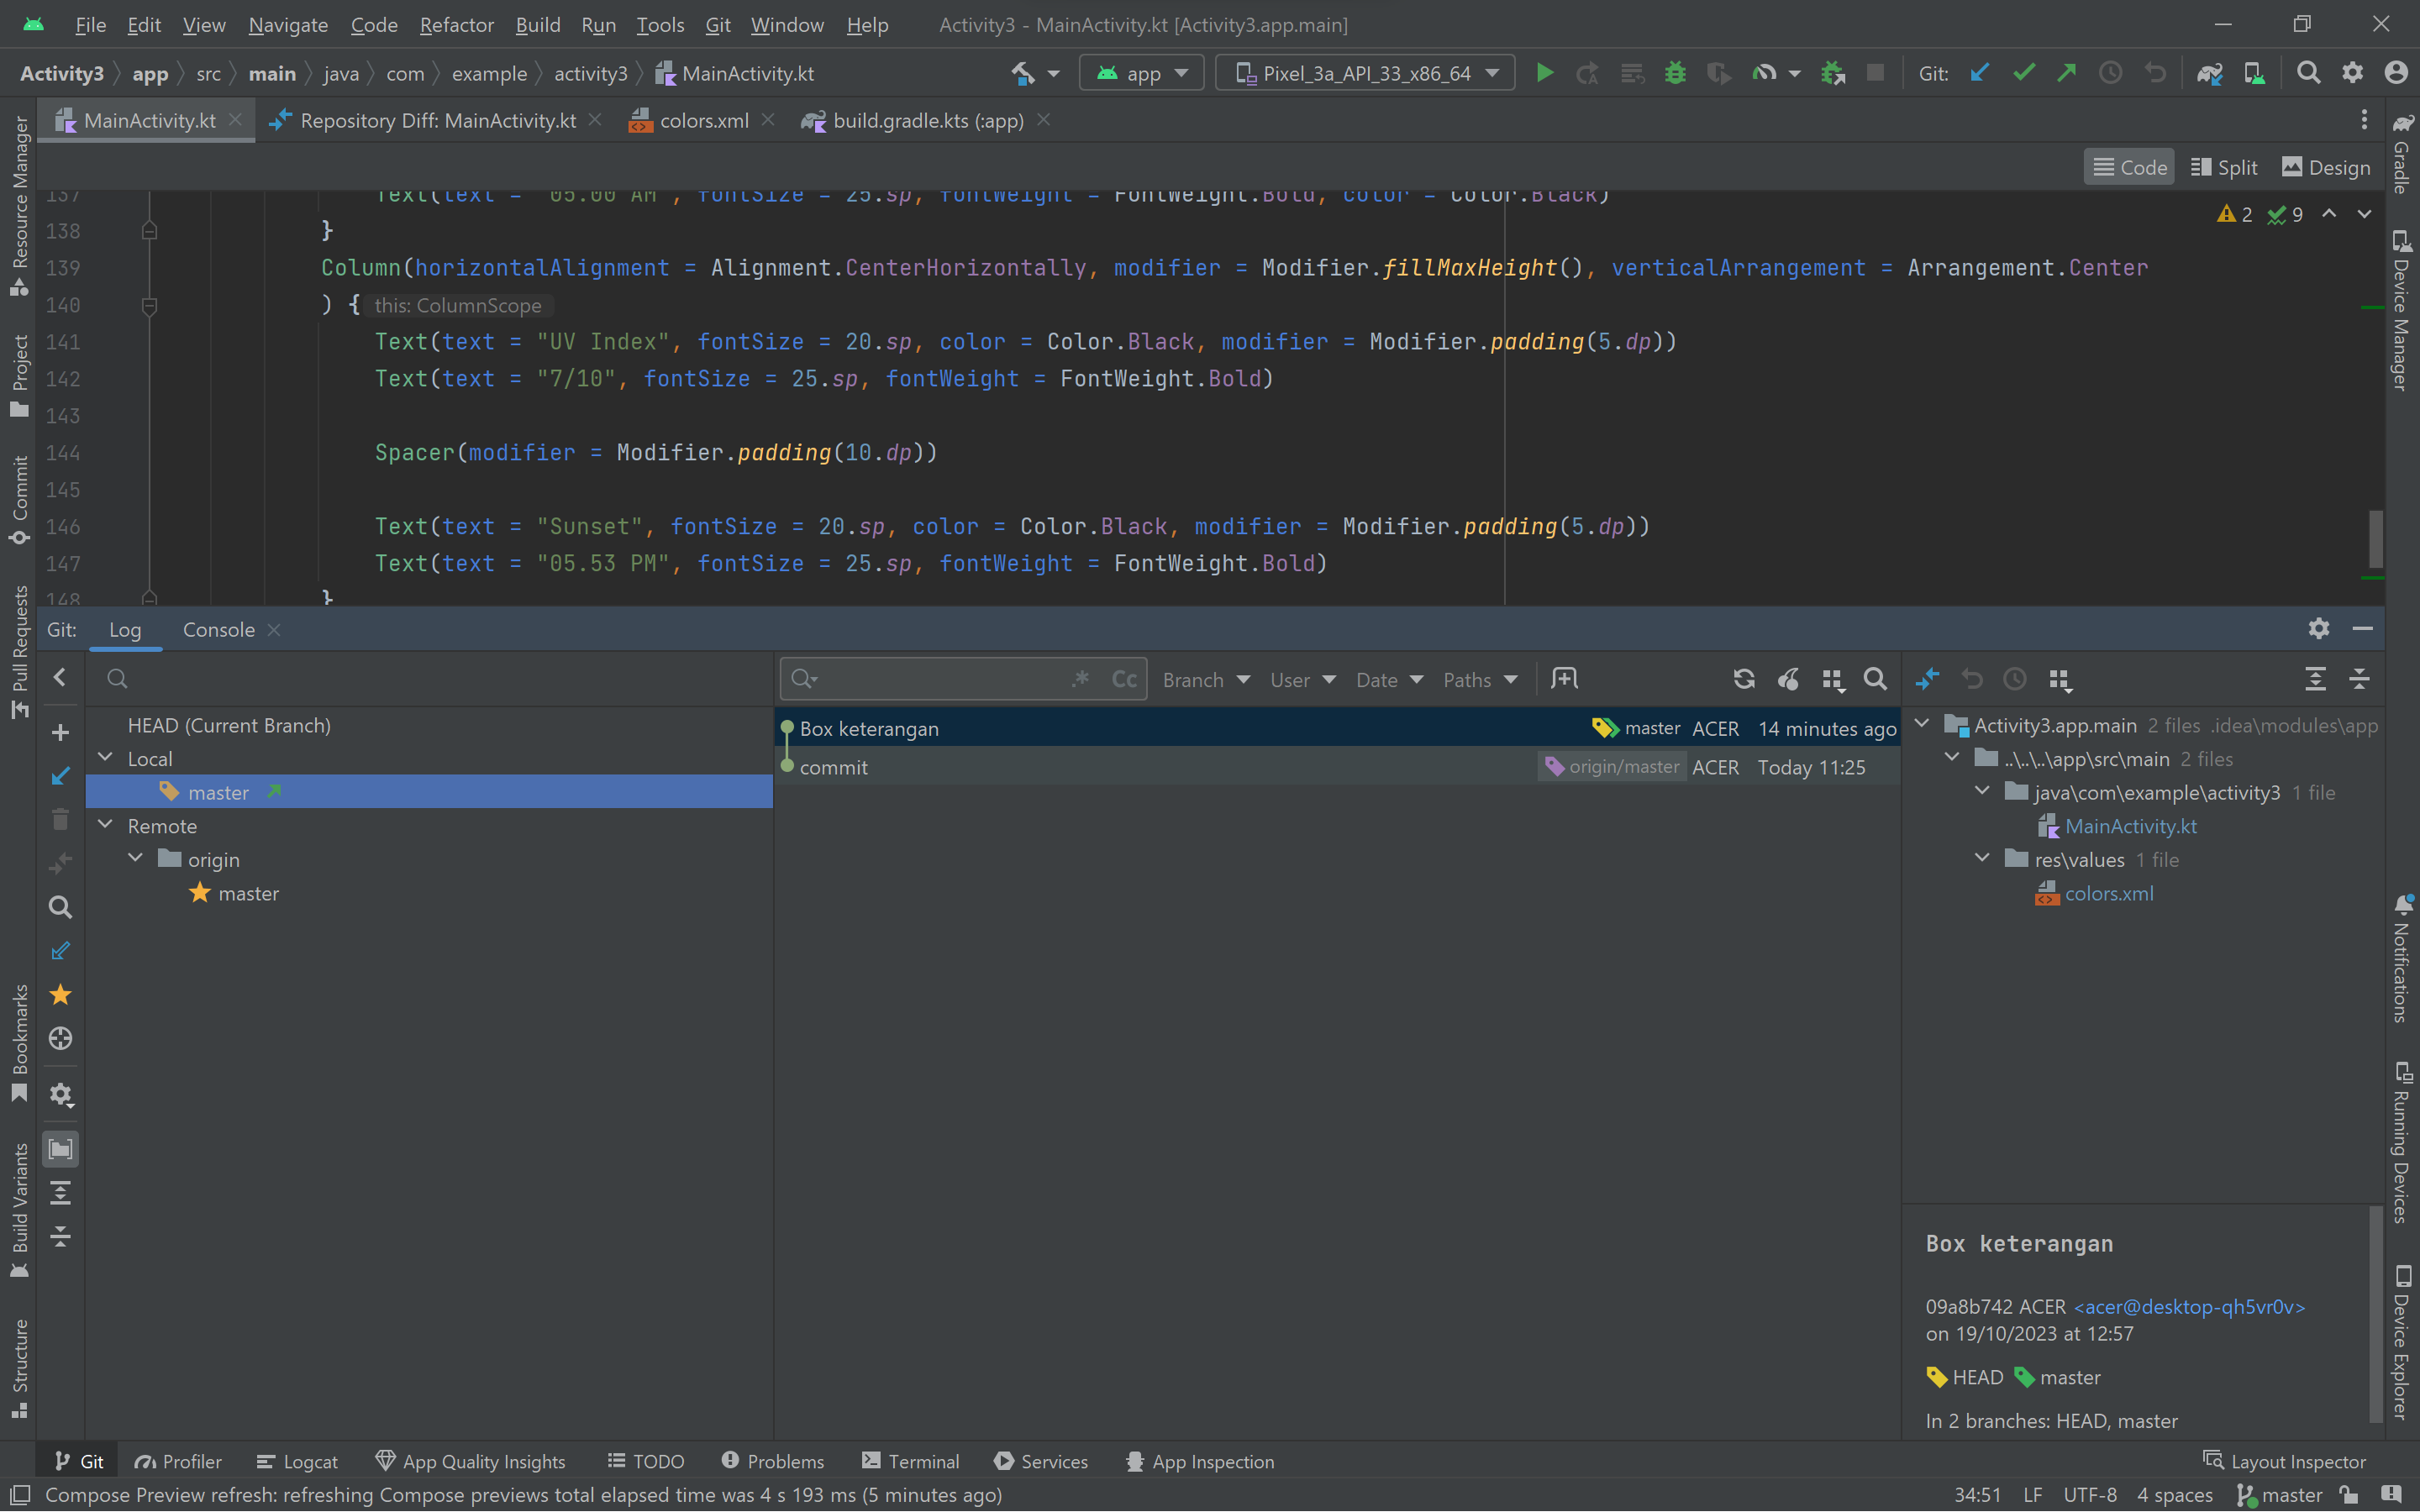 File Edit View Navigate Code Refactor Build Run Tools Git Window Help Activity3 - MainActivity.kt [Activity3.app.main]
Activity3 app src main java com example activity3 MainActivity.kt app Pixel_3a_API_33_x86_64 Git:
MainActivity.kt Repository Diff: MainActivity.kt colors.xml build.gradle.kts (:app)
Code Split Design
137 Text(text = "05.00 AM", fontSize = 25.sp, fontWeight = FontWeight.Bold, color = Color.Black)
2 9
138 }
139 Column(horizontalAlignment = Alignment.CenterHorizontally, modifier = Modifier.fillMaxHeight(), verticalArrangement = Arrangement.Center
140 ) { this: ColumnScope
141 Text(text = "UV Index", fontSize = 20.sp, color = Color.Black, modifier = Modifier.padding(5.dp))
142 Text(text = "7/10", fontSize = 25.sp, fontWeight = FontWeight.Bold)
143
144 Spacer(modifier = Modifier.padding(10.dp))
145
146 Text(text = "Sunset", fontSize = 20.sp, color = Color.Black, modifier = Modifier.padding(5.dp))
147 Text(text = "05.53 PM", fontSize = 25.sp, fontWeight = FontWeight.Bold)
148 }
Resource Manager
Project
Commit
Pull Requests
Bookmarks
Build Variants
Structure
Git: Log Console
HEAD (Current Branch)
Local
master
Remote
origin
master
.* Cc Branch User Date Paths
Box keterangan master ACER 14 minutes ago
commit origin/master ACER Today 11:25
Activity3.app.main 2 files .idea\modules\app
..\..\..\app\src\main 2 files
java\com\example\activity3 1 file
MainActivity.kt
res\values 1 file
colors.xml
Box keterangan
09a8b742 ACER <acer@desktop-qh5vr0v>
on 19/10/2023 at 12:57
HEAD master
In 2 branches: HEAD, master
Gradle
Device Manager
Notifications
Running Devices
Device Explorer
Git Profiler Logcat App Quality Insights TODO Problems Terminal Services App Inspection Layout Inspector
Compose Preview refresh: refreshing Compose previews total elapsed time was 4 s 193 ms (5 minutes ago) 34:51 LF UTF-8 4 spaces master